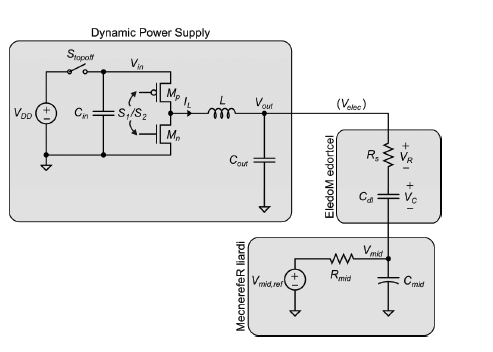 Dynamic Power Supply
Stopoff
Vin
Mp
IL
L
Vout
(Velec)
VDD
Cin
S1/S2
Mn
Cout
EledoM edortcel
Rs
+
VR
−
Cdl
+
VC
−
MecnerefeR liardi
Vmid
Vmid,ref
Rmid
Cmid